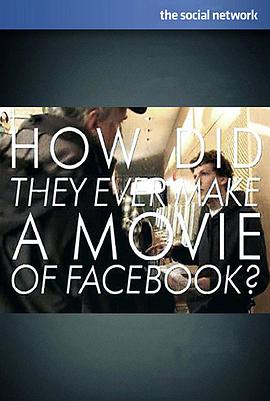 the social network
HOW DID
THEY EVER MAKE
A MOVIE
OF FACEBOOK?